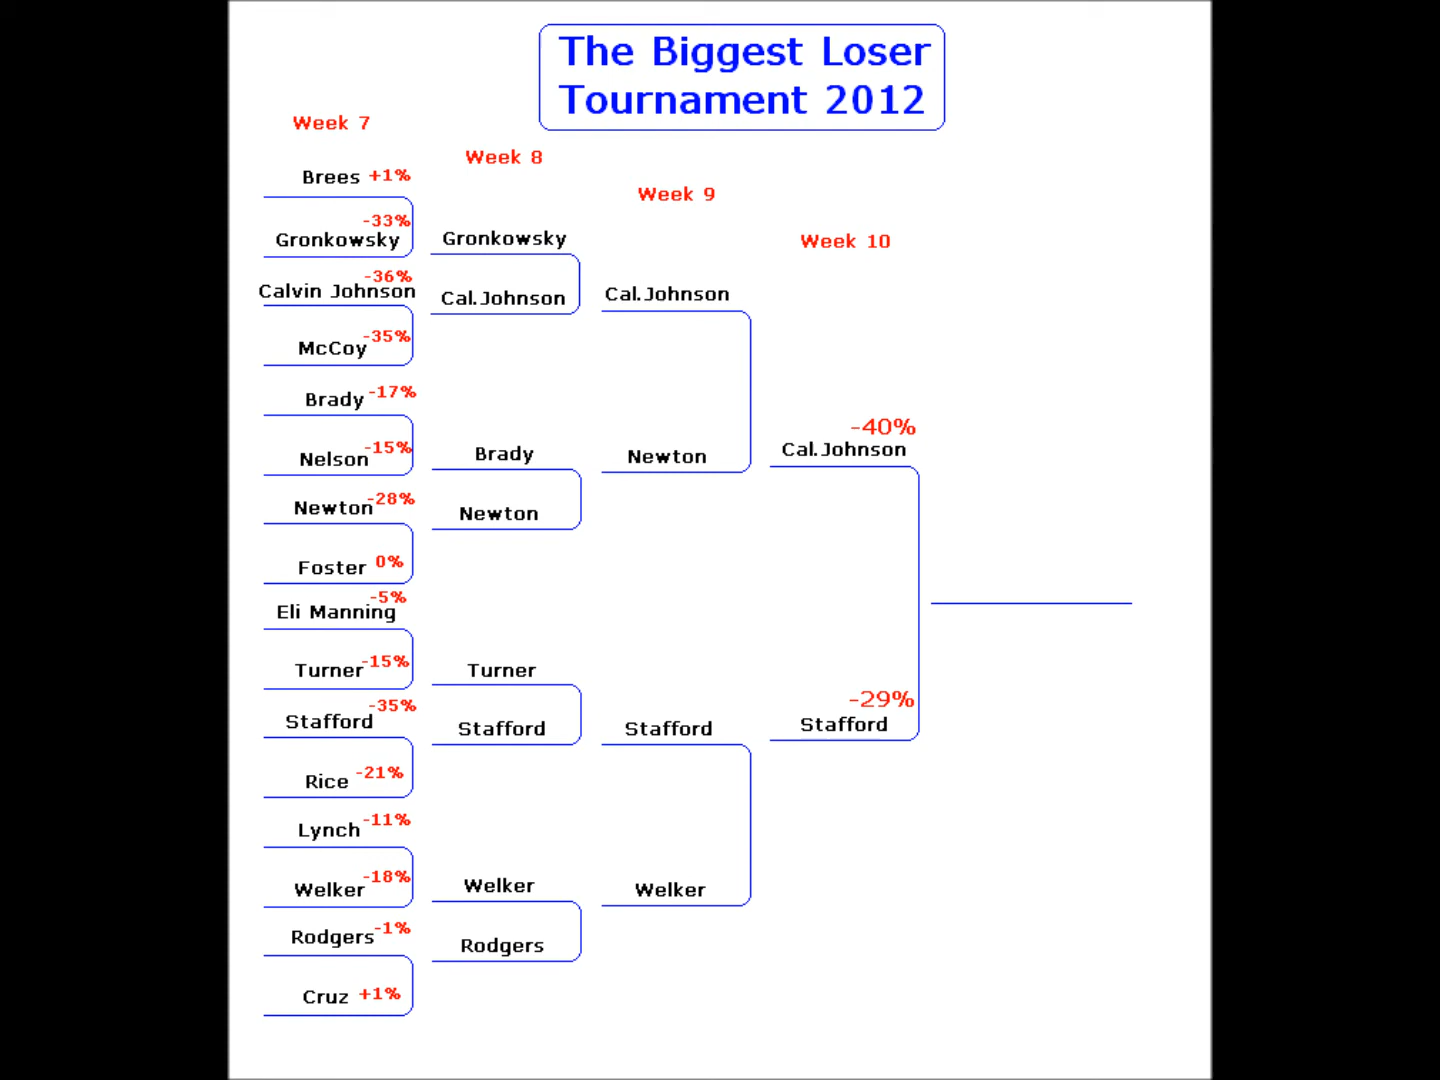 The Biggest Loser
Tournament 2012
Week 7
Week 8
Week 9
Week 10
Brees +1%
-33%
Gronkowsky
-36%
Calvin Johnson
-35%
McCoy
Brady -17%
Nelson -15%
Newton -28%
Foster 0%
-5%
Eli Manning
Turner -15%
-35%
Stafford
Rice -21%
Lynch -11%
Welker -18%
Rodgers -1%
Cruz +1%
Gronkowsky
Cal.Johnson
Brady
Newton
Turner
Stafford
Welker
Rodgers
Cal.Johnson
Newton
Stafford
Welker
-40%
Cal.Johnson
-29%
Stafford